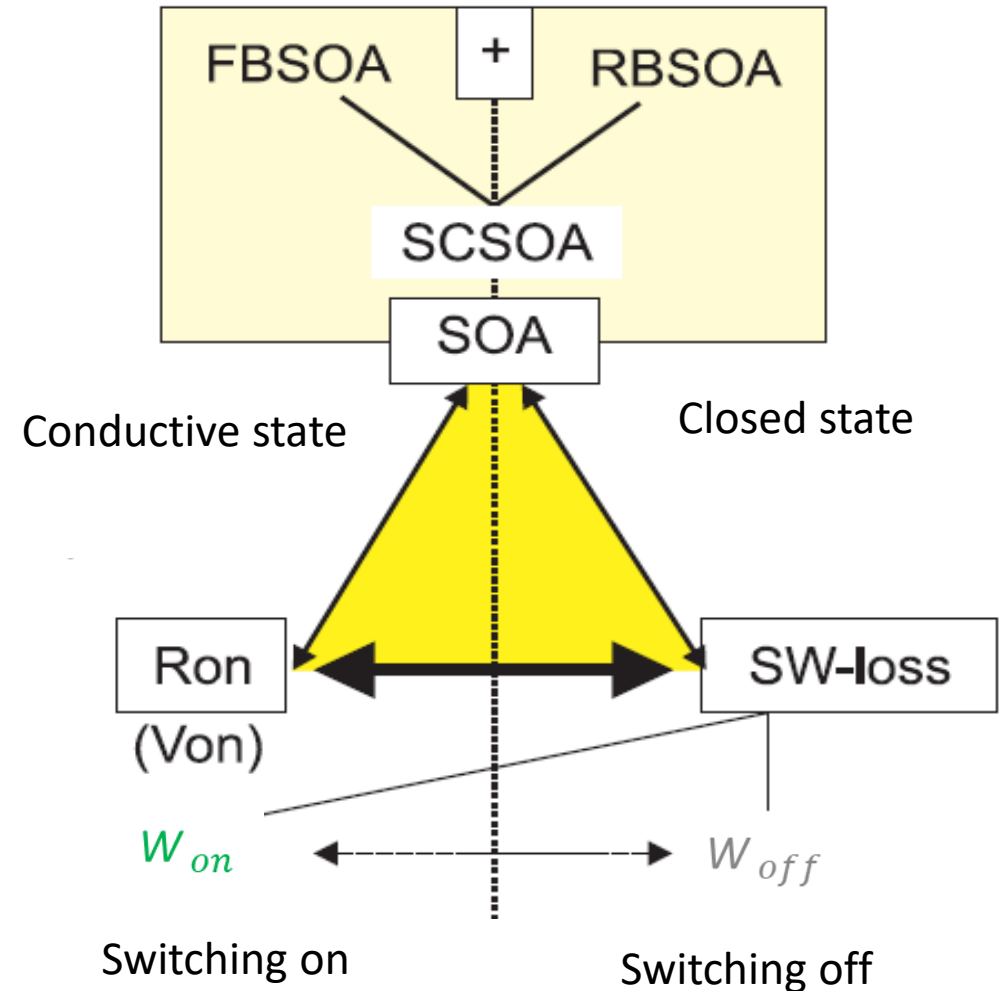 FBSOA
+
RBSOA
SCSOA
SOA
Conductive state
Closed state
Ron
SW-loss
(Von)
W on
W off
Switching on
Switching off